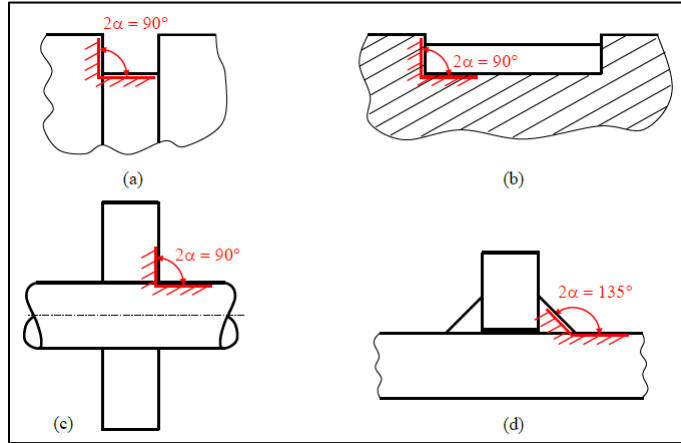 2α = 90°
2α = 90°
(a)
(b)
2α = 90°
2α = 135°
(c)
(d)